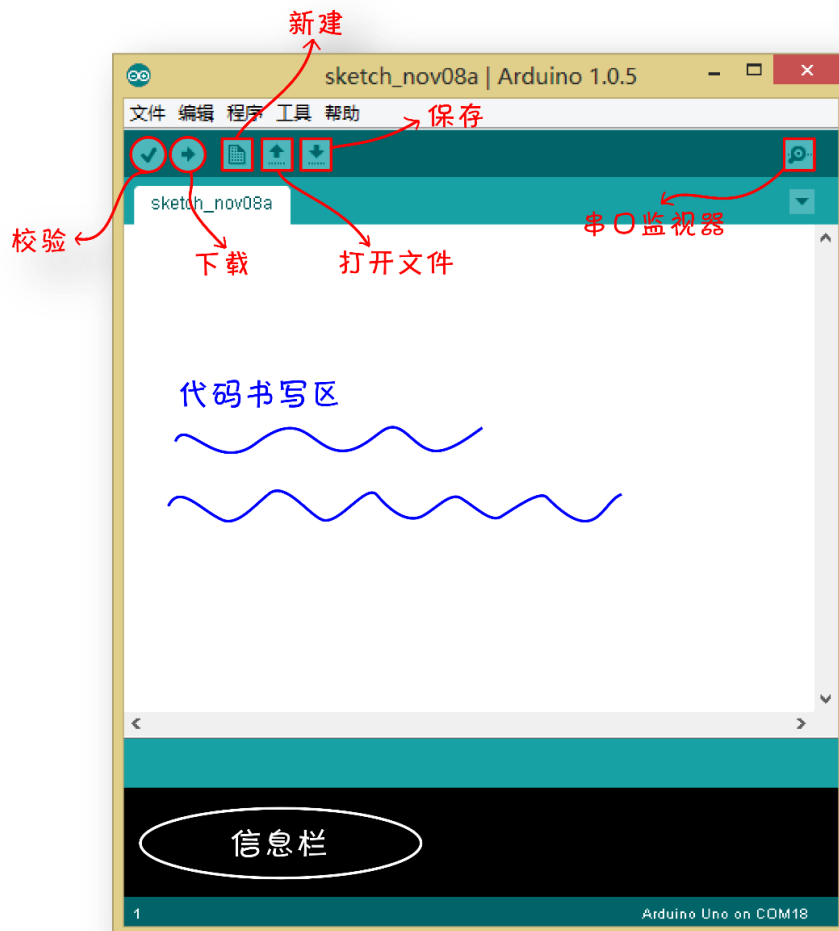 新建
sketch_nov08a | Arduino 1.0.5
文件 编辑 程序 工具 帮助
保存
sketch_nov08a
串口监视器
校验
下载
打开文件
代码书写区
信息栏
1
Arduino Uno on COM18